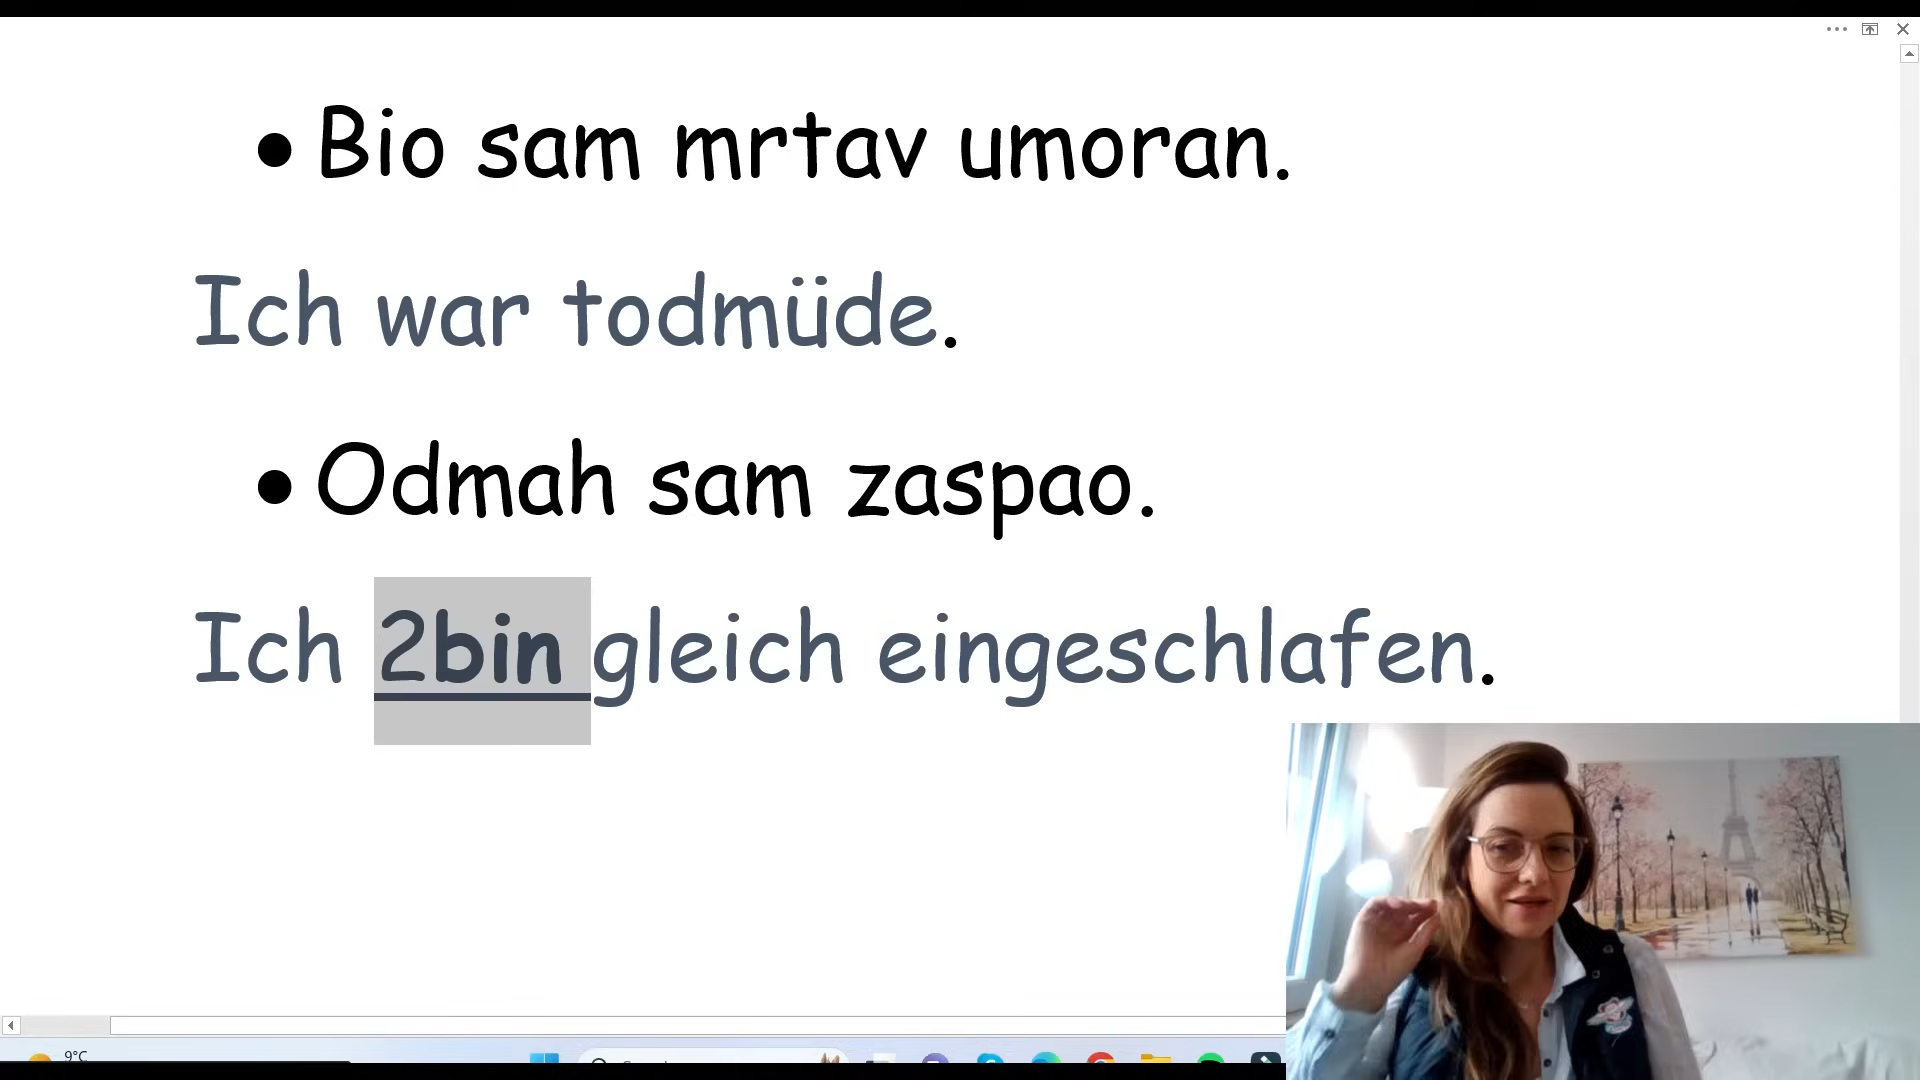 • Bio sam mrtav umoran.
Ich war todmüde.
• Odmah sam zaspao.
Ich 2bin gleich eingeschlafen.
9°C